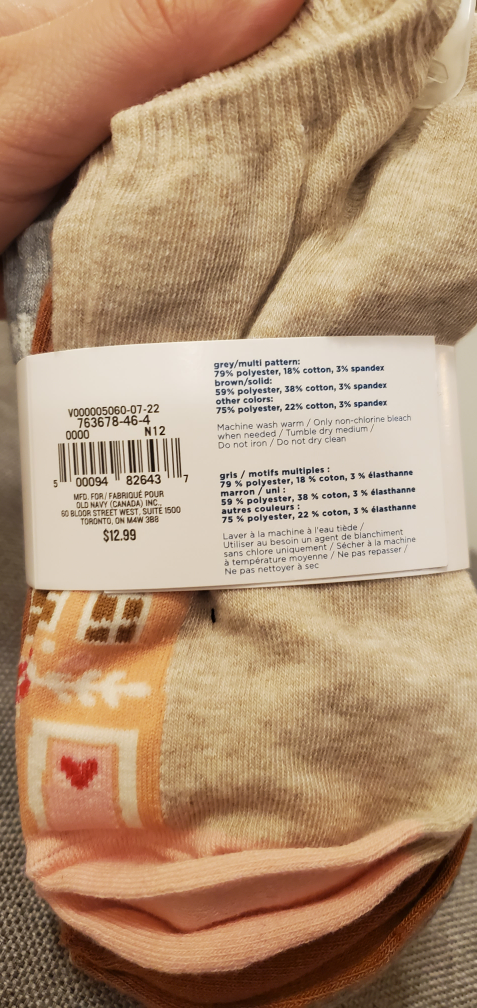 V000005060-07-22
763678-46-4
0000 N12
5 00094 82643 7
MFD. FOR/FABRIQUÉ POUR
OLD NAVY (CANADA) INC.,
60 BLOOR STREET WEST, SUITE 1500
TORONTO, ON M4W 3B8
$12.99
grey/multi pattern:
79% polyester, 18% cotton, 3% spandex
brown/solid:
59% polyester, 38% cotton, 3% spandex
other colors:
75% polyester, 22% cotton, 3% spandex
Machine wash warm / Only non-chlorine bleach
when needed / Tumble dry medium /
Do not iron / Do not dry clean
gris / motifs multiples :
79 % polyester, 18 % coton, 3 % élasthanne
marron / uni :
59 % polyester, 38 % coton, 3 % élasthanne
autres couleurs :
75 % polyester, 22 % coton, 3 % élasthanne
Laver à la machine à l'eau tiède /
Utiliser au besoin un agent de blanchiment
sans chlore uniquement / Sécher à la machine
à température moyenne / Ne pas repasser /
Ne pas nettoyer à sec